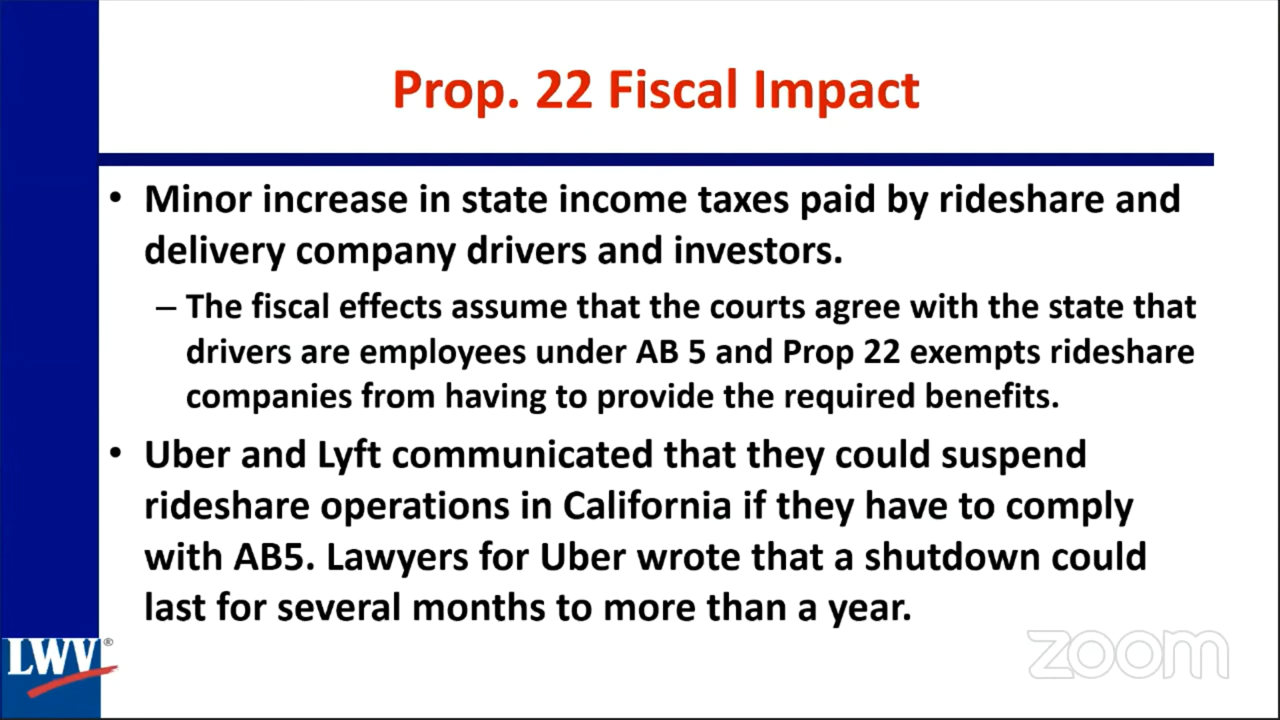 Prop. 22 Fiscal Impact
• Minor increase in state income taxes paid by rideshare and
delivery company drivers and investors.
– The fiscal effects assume that the courts agree with the state that
drivers are employees under AB 5 and Prop 22 exempts rideshare
companies from having to provide the required benefits.
• Uber and Lyft communicated that they could suspend
rideshare operations in California if they have to comply
with AB5. Lawyers for Uber wrote that a shutdown could
last for several months to more than a year.
LWV®
zoom